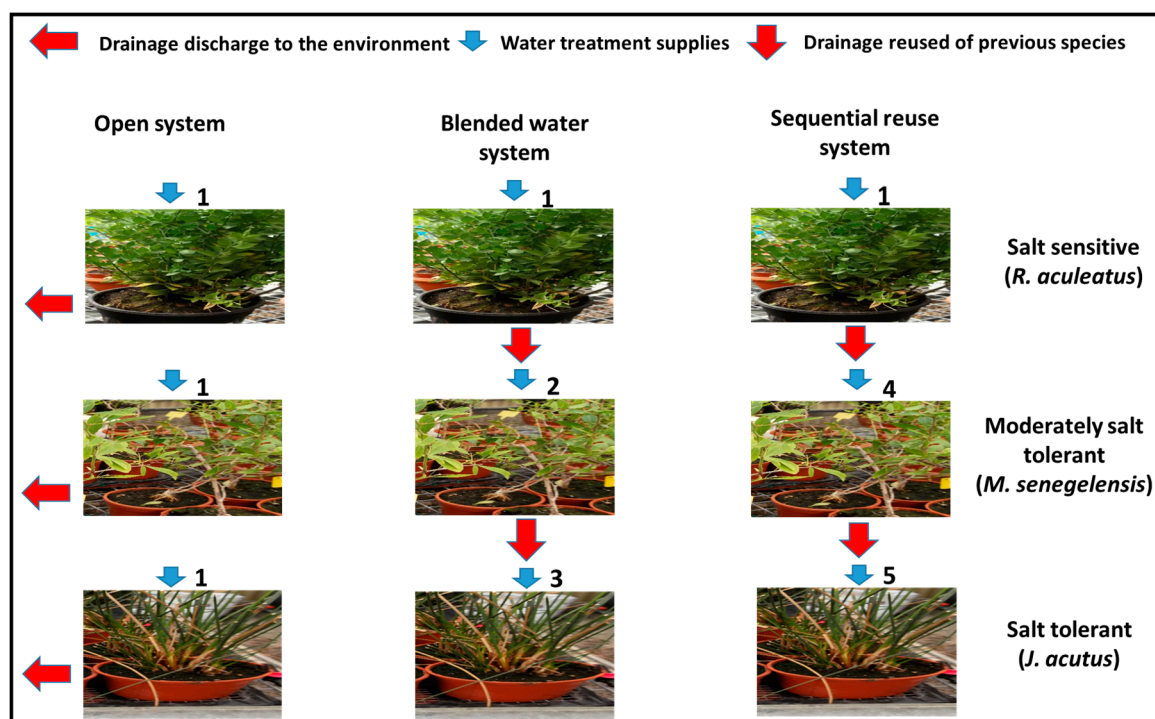 Drainage discharge to the environment
Water treatment supplies
Drainage reused of previous species
Open system
Blended water
system
Sequential reuse
system
1
1
1
Salt sensitive
(R. aculeatus)
1
2
4
Moderately salt
tolerant
(M. senegelensis)
1
3
5
Salt tolerant
(J. acutus)